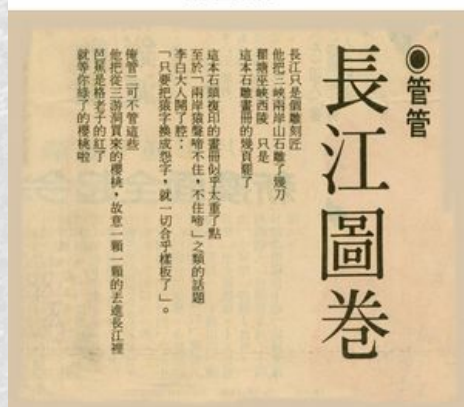 ◉管管
長江圖卷
長江只是個雕刻匠
他把三峽兩岸山石雕了幾刀
瞿塘巫峽西陵 只是
這本石雕畫冊的幾頁罷了
這本石頭複印的畫冊似乎太重了點
至於「兩岸猿聲啼不住,不住啼」之類的話題
李白大人開了腔:
「只要把猿字換成怨字,就一切合乎樣板了」。
俺管二可不管這些
他把從三游洞買來的櫻桃,故意一顆一顆的丟進長江裡
芭蕉是格老子的紅了
就等你綠了的櫻桃啦